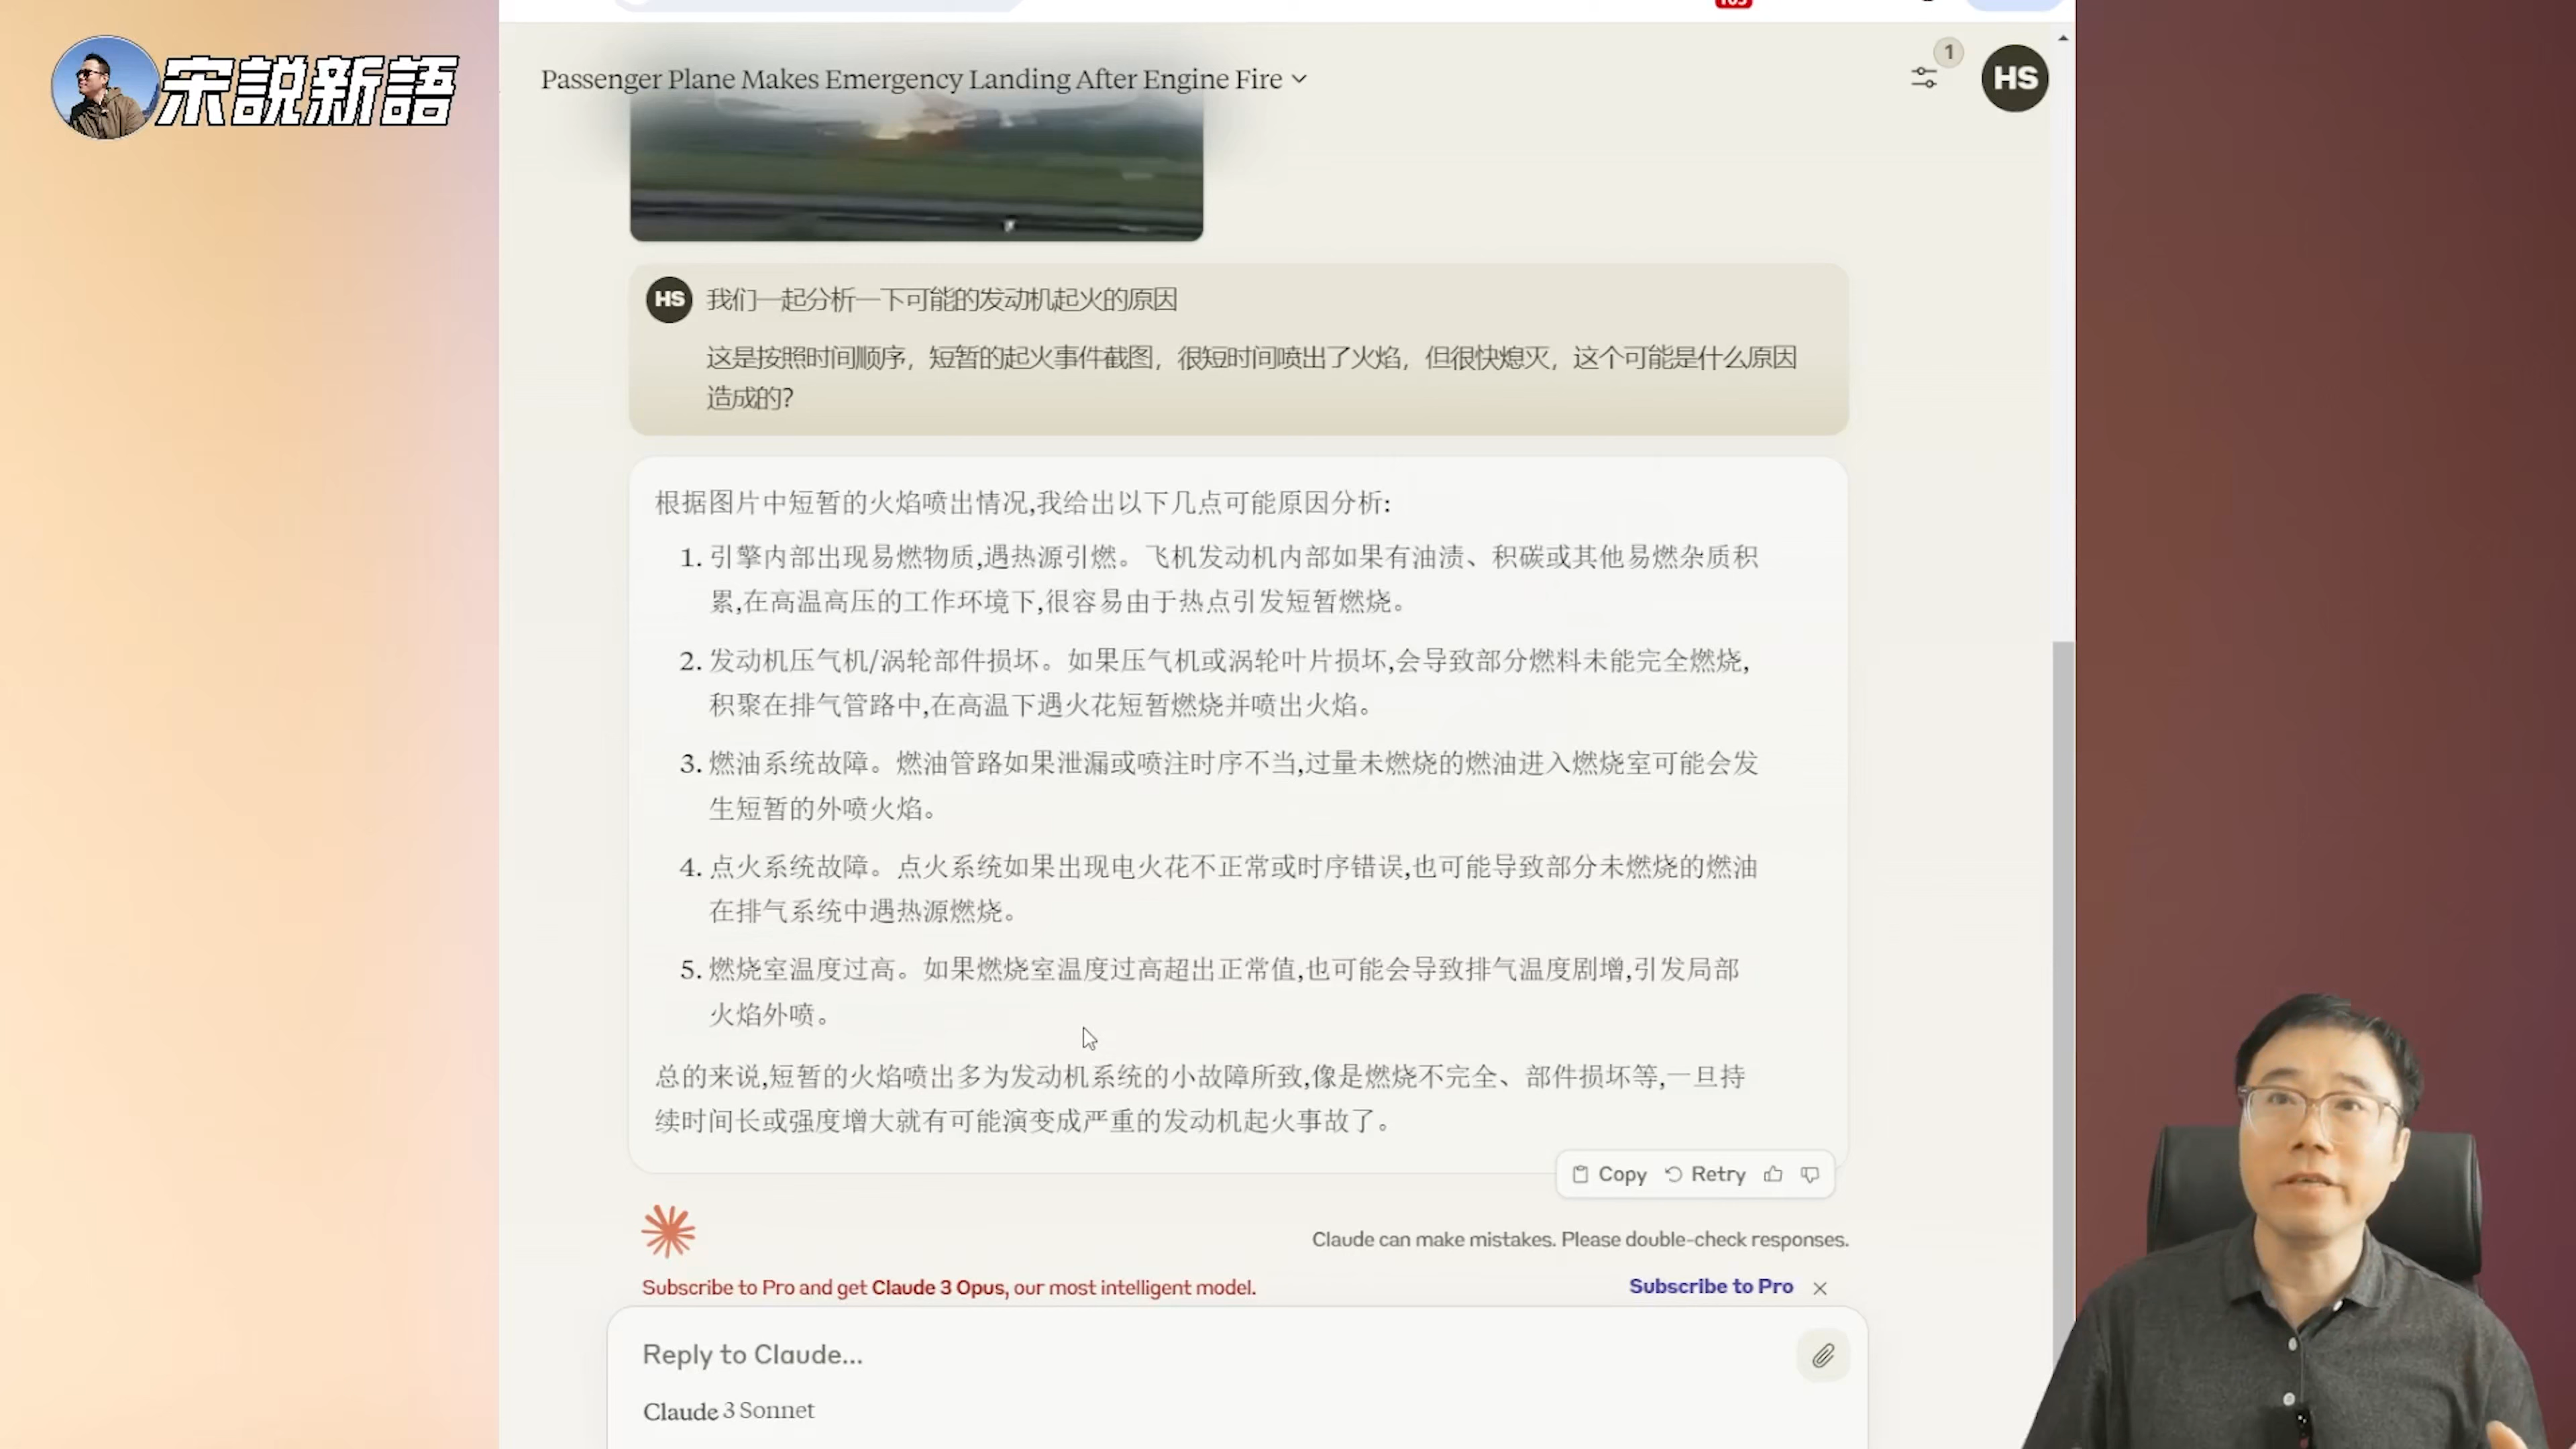 宋説新語
Passenger Plane Makes Emergency Landing After Engine Fire
1
HS
HS
我们一起分析一下可能的发动机起火的原因
这是按照时间顺序，短暂的起火事件截图，很短时间喷出了火焰，但很快熄灭，这个可能是什么原因
造成的?
根据图片中短暂的火焰喷出情况,我给出以下几点可能原因分析:
1. 引擎内部出现易燃物质,遇热源引燃。飞机发动机内部如果有油渍、积碳或其他易燃杂质积
累,在高温高压的工作环境下,很容易由于热点引发短暂燃烧。
2. 发动机压气机/涡轮部件损坏。如果压气机或涡轮叶片损坏,会导致部分燃料未能完全燃烧,
积聚在排气管路中,在高温下遇火花短暂燃烧并喷出火焰。
3. 燃油系统故障。燃油管路如果泄漏或喷注时序不当,过量未燃烧的燃油进入燃烧室可能会发
生短暂的外喷火焰。
4. 点火系统故障。点火系统如果出现电火花不正常或时序错误,也可能导致部分未燃烧的燃油
在排气系统中遇热源燃烧。
5. 燃烧室温度过高。如果燃烧室温度过高超出正常值,也可能会导致排气温度剧增,引发局部
火焰外喷。
总的来说,短暂的火焰喷出多为发动机系统的小故障所致,像是燃烧不完全、部件损坏等,一旦持
续时间长或强度增大就有可能演变成严重的发动机起火事故了。
Copy Retry
Claude can make mistakes. Please double-check responses.
Subscribe to Pro and get Claude 3 Opus, our most intelligent model.
Subscribe to Pro
Reply to Claude...
Claude 3 Sonnet